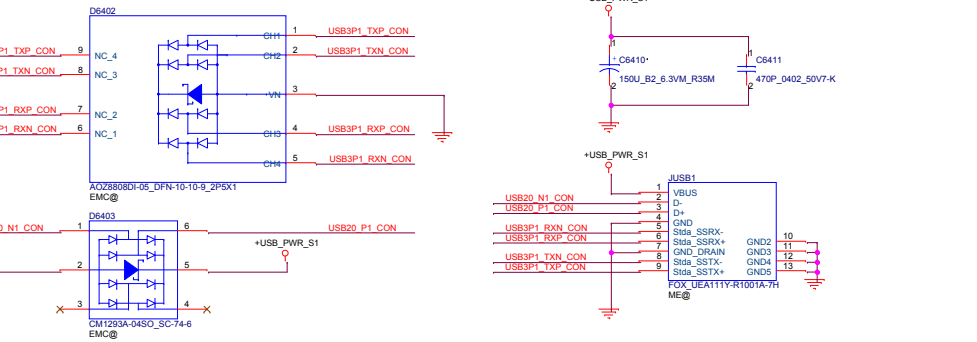 D6402
P1_TXP_CON 9 NC_4 CH1 1 USB3P1_TXP_CON
P1_TXN_CON 8 NC_3 CH2 2 USB3P1_TXN_CON
VN 3
P1_RXP_CON 7 NC_2 CH3 4 USB3P1_RXP_CON
P1_RXN_CON 6 NC_1 CH4 5 USB3P1_RXN_CON
AOZ8808DI-05_DFN-10-10-9_2P5X1
EMC@
D6403
0_N1_CON 1 6 USB20_P1_CON
+USB_PWR_S1
2 5
3 4
CM1293A-04SO_SC-74-6
EMC@
1 1
+ C6410
150U_B2_6.3VM_R35M
2
C6411
470P_0402_50V7-K
2
+USB_PWR_S1
JUSB1
1 VBUS
USB20_N1_CON 2 D-
USB20_P1_CON 3 D+
4 GND
USB3P1_RXN_CON 5 Stda_SSRX-
USB3P1_RXP_CON 6 Stda_SSRX+ GND2 10
7 GND_DRAIN GND3 11
USB3P1_TXN_CON 8 Stda_SSTX- GND4 12
USB3P1_TXP_CON 9 Stda_SSTX+ GND5 13
FOX_UEA111Y-R1001A-7H
ME@